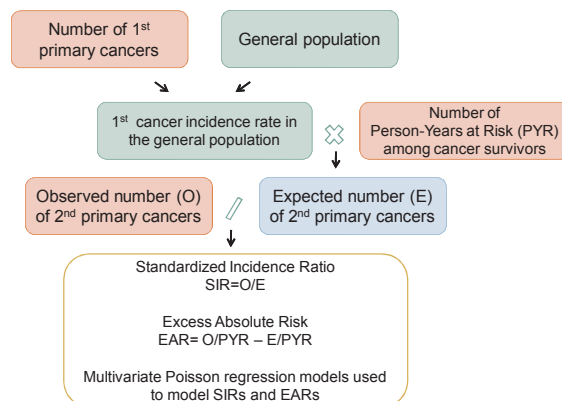 Number of 1st
primary cancers
General population
1st cancer incidence rate in
the general population
Number of
Person-Years at Risk (PYR)
among cancer survivors
Observed number (O)
of 2nd primary cancers
Expected number (E)
of 2nd primary cancers
Standardized Incidence Ratio
SIR=O/E
Excess Absolute Risk
EAR= O/PYR – E/PYR
Multivariate Poisson regression models used
to model SIRs and EARs